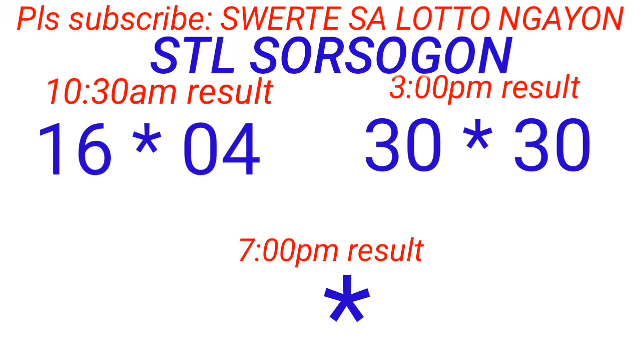 Pls subscribe: SWERTE SA LOTTO NGAYON
STL SORSOGON
10:30am result
16 * 04
3:00pm result
30 * 30
7:00pm result
*